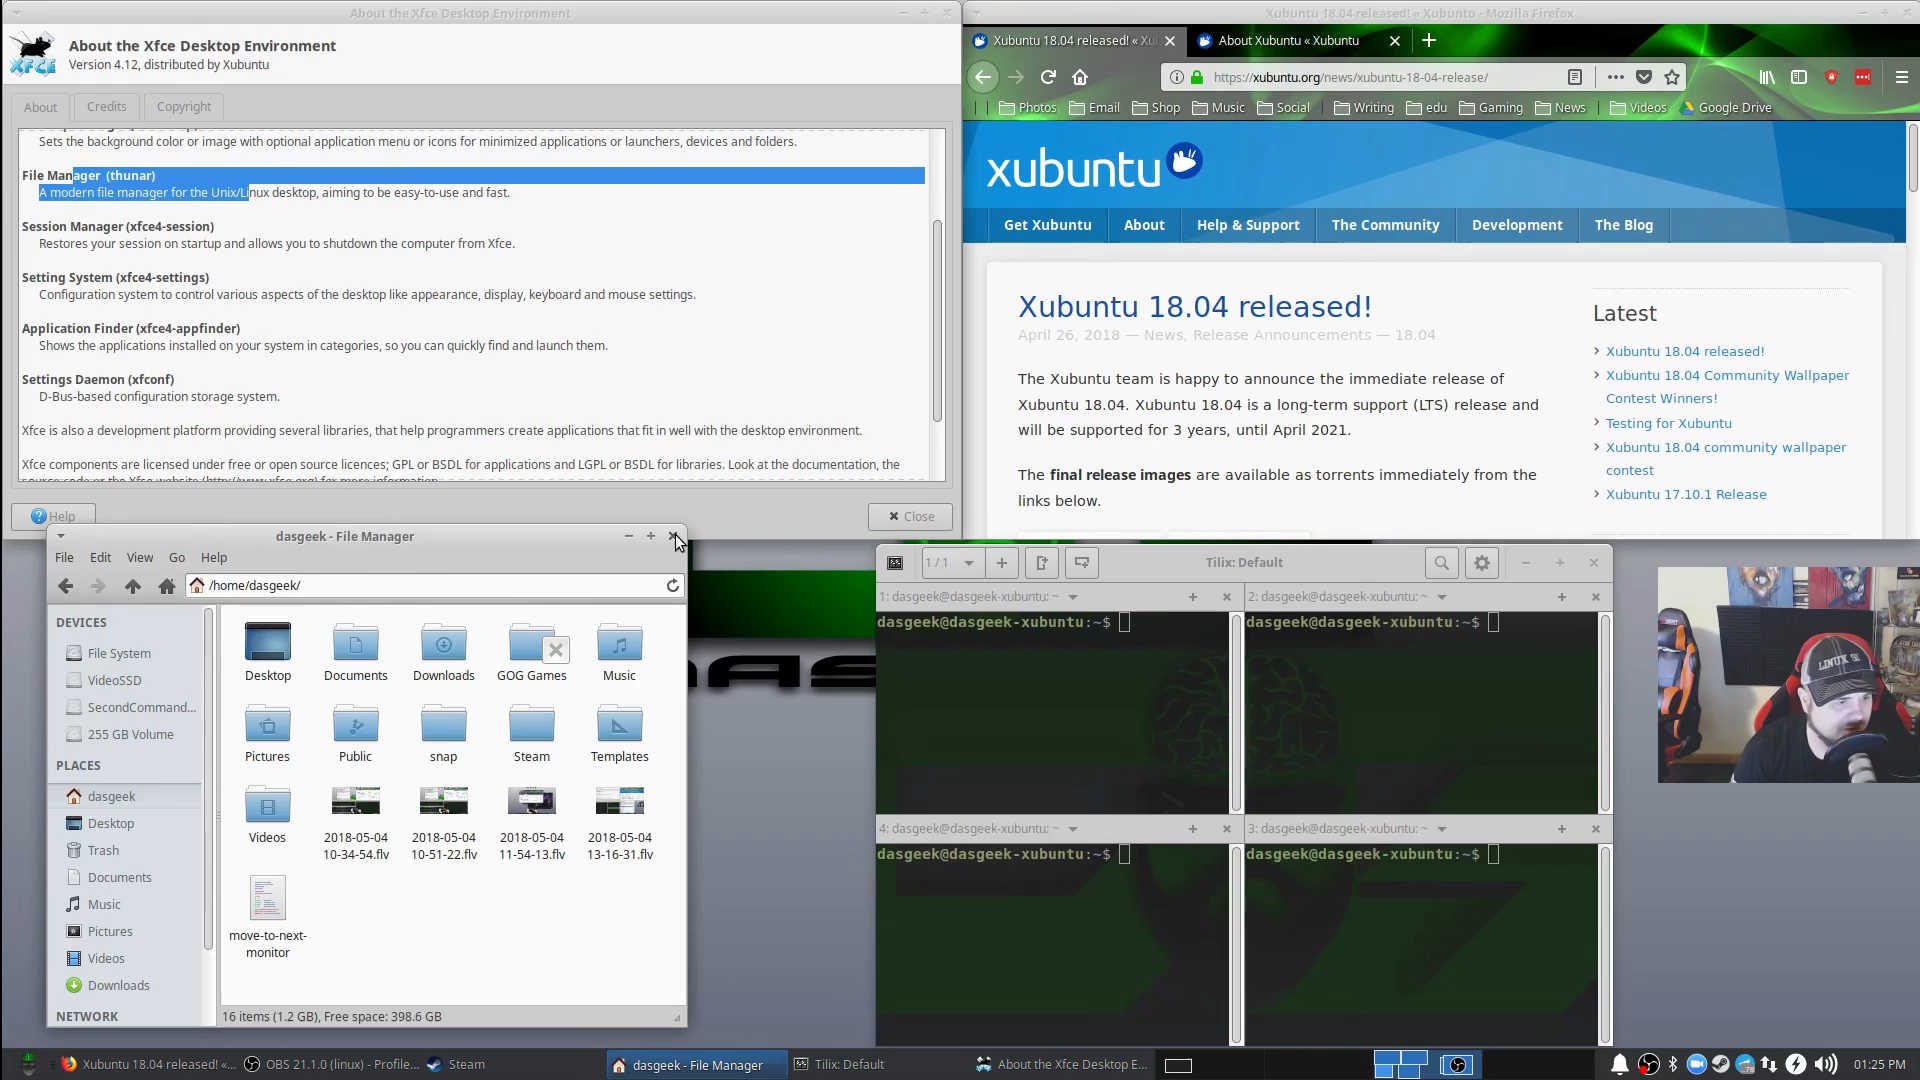 About the Xfce Desktop Environment
About the Xfce Desktop Environment
Version 4.12, distributed by Xubuntu
XFCE
About
Credits
Copyright
Sets the background color or image with optional application menu or icons for minimized applications or launchers, devices and folders.
File Manager (thunar)
A modern file manager for the Unix/Linux desktop, aiming to be easy-to-use and fast.
Session Manager (xfce4-session)
Restores your session on startup and allows you to shutdown the computer from Xfce.
Setting System (xfce4-settings)
Configuration system to control various aspects of the desktop like appearance, display, keyboard and mouse settings.
Application Finder (xfce4-appfinder)
Shows the applications installed on your system in categories, so you can quickly find and launch them.
Settings Daemon (xfconf)
D-Bus-based configuration storage system.
Xfce is also a development platform providing several libraries, that help programmers create applications that fit in well with the desktop environment.
Xfce components are licensed under free or open source licences; GPL or BSDL for applications and LGPL or BSDL for libraries. Look at the documentation, the
source code or the Xfce website (http://www.xfce.org) for more information.
Help
Close
Xubuntu 18.04 released! « Xubuntu - Mozilla Firefox
Xubuntu 18.04 released! « Xu
About Xubuntu « Xubuntu
https://xubuntu.org/news/xubuntu-18-04-release/
Photos
Email
Shop
Music
Social
Writing
edu
Gaming
News
Videos
Google Drive
xubuntu
Get Xubuntu
About
Help & Support
The Community
Development
The Blog
Xubuntu 18.04 released!
April 26, 2018 — News, Release Announcements — 18.04
The Xubuntu team is happy to announce the immediate release of
Xubuntu 18.04. Xubuntu 18.04 is a long-term support (LTS) release and
will be supported for 3 years, until April 2021.
The final release images are available as torrents immediately from the
links below.
Latest
Xubuntu 18.04 released!
Xubuntu 18.04 Community Wallpaper
Contest Winners!
Testing for Xubuntu
Xubuntu 18.04 community wallpaper
contest
Xubuntu 17.10.1 Release
dasgeek - File Manager
File
Edit
View
Go
Help
/home/dasgeek/
DEVICES
File System
VideoSSD
SecondCommand...
255 GB Volume
PLACES
dasgeek
Desktop
Trash
Documents
Music
Pictures
Videos
Downloads
NETWORK
Desktop
Documents
Downloads
GOG Games
Music
Pictures
Public
snap
Steam
Templates
Videos
2018-05-04
10-34-54.flv
2018-05-04
10-51-22.flv
2018-05-04
11-54-13.flv
2018-05-04
13-16-31.flv
move-to-next-
monitor
16 items (1.2 GB), Free space: 398.6 GB
1 / 1
Tilix: Default
1: dasgeek@dasgeek-xubuntu: ~
dasgeek@dasgeek-xubuntu:~$
2: dasgeek@dasgeek-xubuntu: ~
dasgeek@dasgeek-xubuntu:~$
4: dasgeek@dasgeek-xubuntu: ~
dasgeek@dasgeek-xubuntu:~$
3: dasgeek@dasgeek-xubuntu: ~
dasgeek@dasgeek-xubuntu:~$
Xubuntu 18.04 released! «...
OBS 21.1.0 (linux) - Profile...
Steam
dasgeek - File Manager
Tilix: Default
About the Xfce Desktop E...
01:25 PM